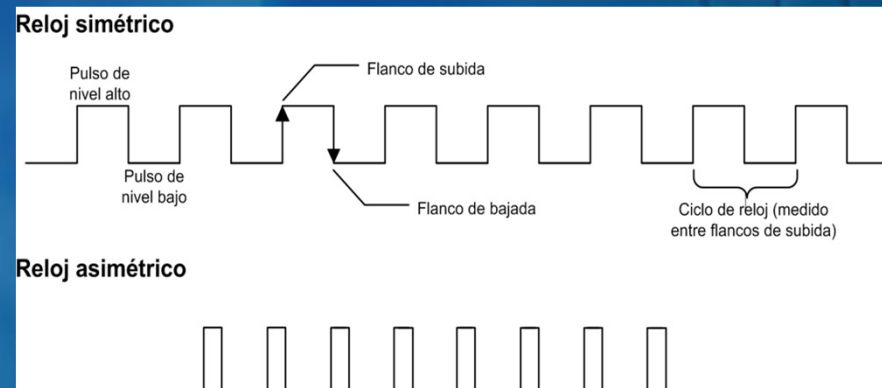 Reloj simétrico
Pulso de
nivel alto
Flanco de subida
Pulso de
nivel bajo
Flanco de bajada
Ciclo de reloj (medido
entre flancos de subida)
Reloj asimétrico